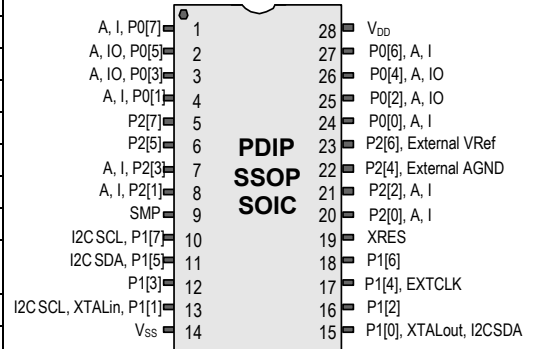 A, I, P0[7] 1
A, IO, P0[5] 2
A, IO, P0[3] 3
A, I, P0[1] 4
P2[7] 5
P2[5] 6
A, I, P2[3] 7
A, I, P2[1] 8
SMP 9
I2C SCL, P1[7] 10
I2C SDA, P1[5] 11
P1[3] 12
I2C SCL, XTALin, P1[1] 13
Vss 14
PDIP
SSOP
SOIC
28 VDD
27 P0[6], A, I
26 P0[4], A, IO
25 P0[2], A, IO
24 P0[0], A, I
23 P2[6], External VRef
22 P2[4], External AGND
21 P2[2], A, I
20 P2[0], A, I
19 XRES
18 P1[6]
17 P1[4], EXTCLK
16 P1[2]
15 P1[0], XTALout, I2CSDA